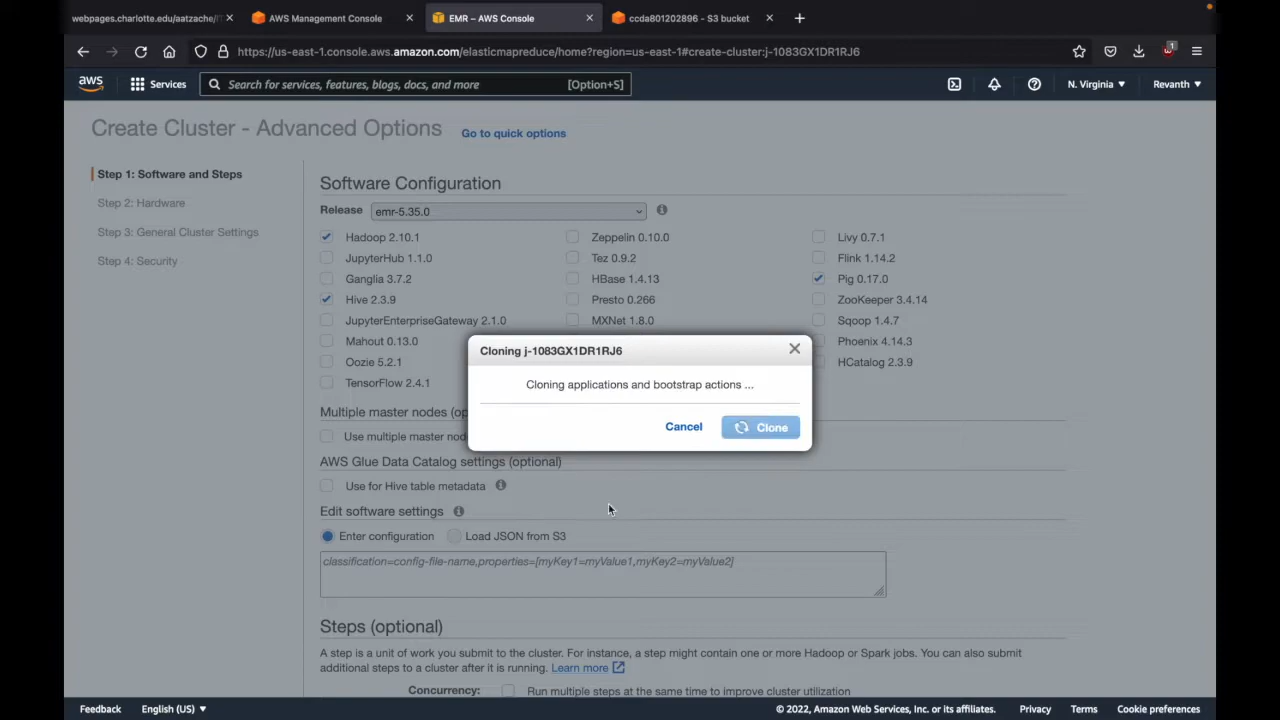 webpages.charlotte.edu/aatzache/
AWS Management Console
EMR – AWS Console
ccda801202896 - S3 bucket
https://us-east-1.console.aws.amazon.com/elasticmapreduce/home?region=us-east-1#create-cluster:j-1083GX1DR1RJ6
1
aws Services Search for services, features, blogs, docs, and more [Option+S] N. Virginia Revanth
Create Cluster - Advanced Options Go to quick options
Step 1: Software and Steps
Step 2: Hardware
Step 3: General Cluster Settings
Step 4: Security
Software Configuration
Release emr-5.35.0
Hadoop 2.10.1 Zeppelin 0.10.0 Livy 0.7.1
JupyterHub 1.1.0 Tez 0.9.2 Flink 1.14.2
Ganglia 3.7.2 HBase 1.4.13 Pig 0.17.0
Hive 2.3.9 Presto 0.266 ZooKeeper 3.4.14
JupyterEnterpriseGateway 2.1.0 MXNet 1.8.0 Sqoop 1.4.7
Mahout 0.13.0 Phoenix 4.14.3
Oozie 5.2.1 HCatalog 2.3.9
TensorFlow 2.4.1
Cloning j-1083GX1DR1RJ6
Cloning applications and bootstrap actions ...
Cancel Clone
Multiple master nodes (op
Use multiple master nod
AWS Glue Data Catalog settings (optional)
Use for Hive table metadata
Edit software settings
Enter configuration Load JSON from S3
classification=config-file-name,properties=[myKey1=myValue1,myKey2=myValue2]
Steps (optional)
A step is a unit of work you submit to the cluster. For instance, a step might contain one or more Hadoop or Spark jobs. You can also submit
additional steps to a cluster after it is running. Learn more
Concurrency: Run multiple steps at the same time to improve cluster utilization
Feedback English (US) © 2022, Amazon Web Services, Inc. or its affiliates. Privacy Terms Cookie preferences